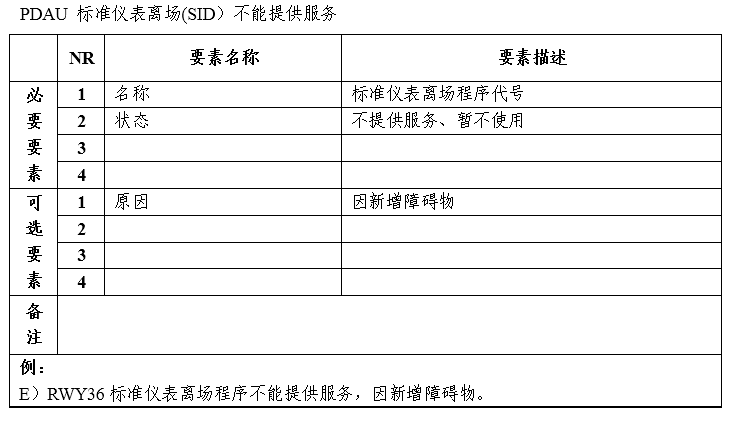 PDAU 标准仪表离场(SID）不能提供服务
NR 要素名称 要素描述
必要要素
1 名称 标准仪表离场程序代号
2 状态 不提供服务、暂不使用
3
4
可选要素
1 原因 因新增障碍物
2
3
4
备注
例：
E）RWY36 标准仪表离场程序不能提供服务，因新增障碍物。